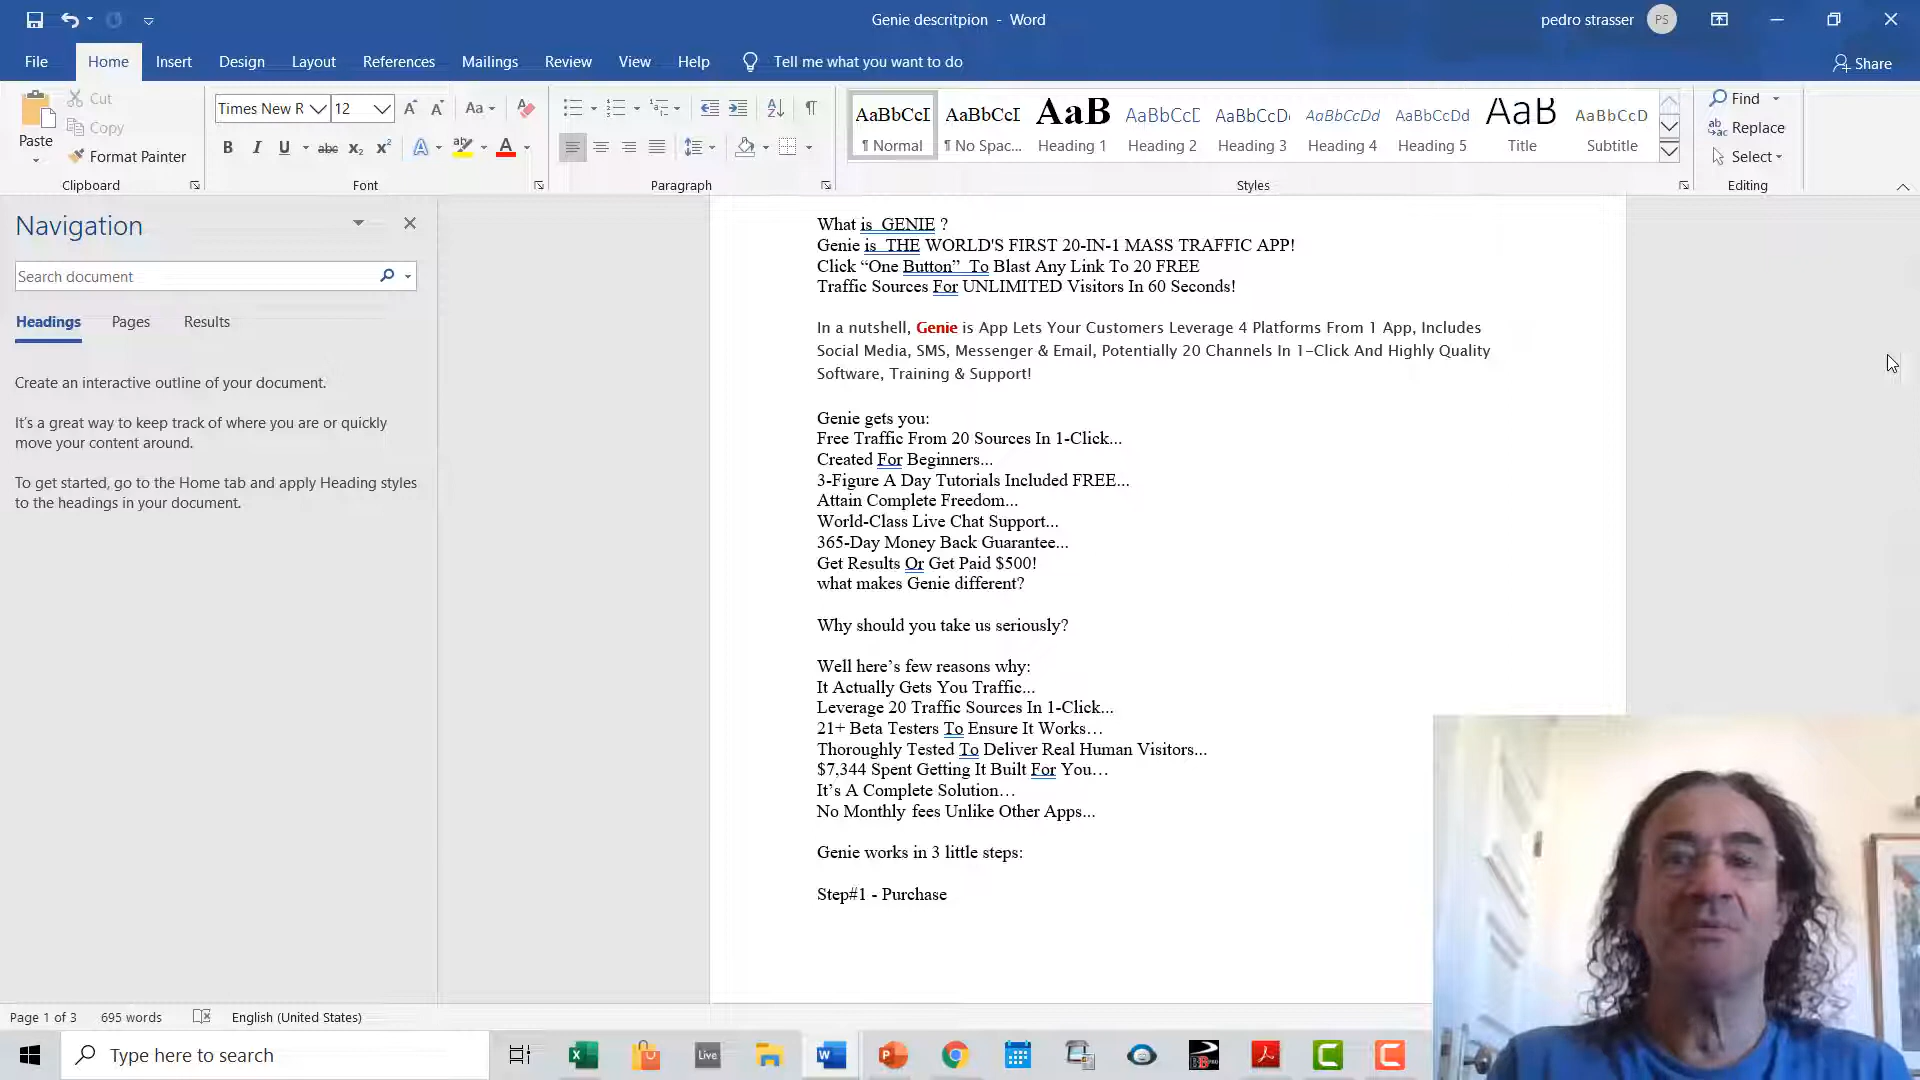 Genie descritpion - Word
pedro strasser
PS
File
Home
Insert
Design
Layout
References
Mailings
Review
View
Help
Tell me what you want to do
Share
Paste
Cut
Copy
Format Painter
Clipboard
Times New R
12
Font
Paragraph
AaBbCcI
¶ Normal
AaBbCcI
¶ No Spac...
AaB
Heading 1
AaBbCcD
Heading 2
AaBbCcD
Heading 3
AaBbCcDd
Heading 4
AaBbCcDd
Heading 5
AaB
Title
AaBbCcD
Subtitle
Styles
Find
Replace
Select
Editing
Navigation
Search document
Headings
Pages
Results
Create an interactive outline of your document.
It's a great way to keep track of where you are or quickly
move your content around.
To get started, go to the Home tab and apply Heading styles
to the headings in your document.
What is GENIE ?
Genie is THE WORLD'S FIRST 20-IN-1 MASS TRAFFIC APP!
Click “One Button” To Blast Any Link To 20 FREE
Traffic Sources For UNLIMITED Visitors In 60 Seconds!
In a nutshell, Genie is App Lets Your Customers Leverage 4 Platforms From 1 App, Includes
Social Media, SMS, Messenger & Email, Potentially 20 Channels In 1-Click And Highly Quality
Software, Training & Support!
Genie gets you:
Free Traffic From 20 Sources In 1-Click...
Created For Beginners...
3-Figure A Day Tutorials Included FREE...
Attain Complete Freedom...
World-Class Live Chat Support...
365-Day Money Back Guarantee...
Get Results Or Get Paid $500!
what makes Genie different?
Why should you take us seriously?
Well here’s few reasons why:
It Actually Gets You Traffic...
Leverage 20 Traffic Sources In 1-Click...
21+ Beta Testers To Ensure It Works…
Thoroughly Tested To Deliver Real Human Visitors...
$7,344 Spent Getting It Built For You…
It’s A Complete Solution…
No Monthly fees Unlike Other Apps...
Genie works in 3 little steps:
Step#1 - Purchase
Page 1 of 3
695 words
English (United States)
Type here to search
Live